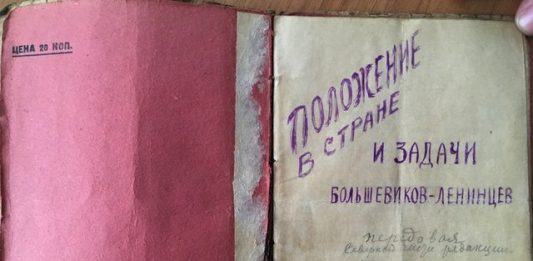 ЦЕНА 20 КОП.
ПОЛОЖЕНИЕ
В СТРАНЕ
И ЗАДАЧИ
БОЛЬШЕВИКОВ-ЛЕНИНЦЕВ
передовая
редакции